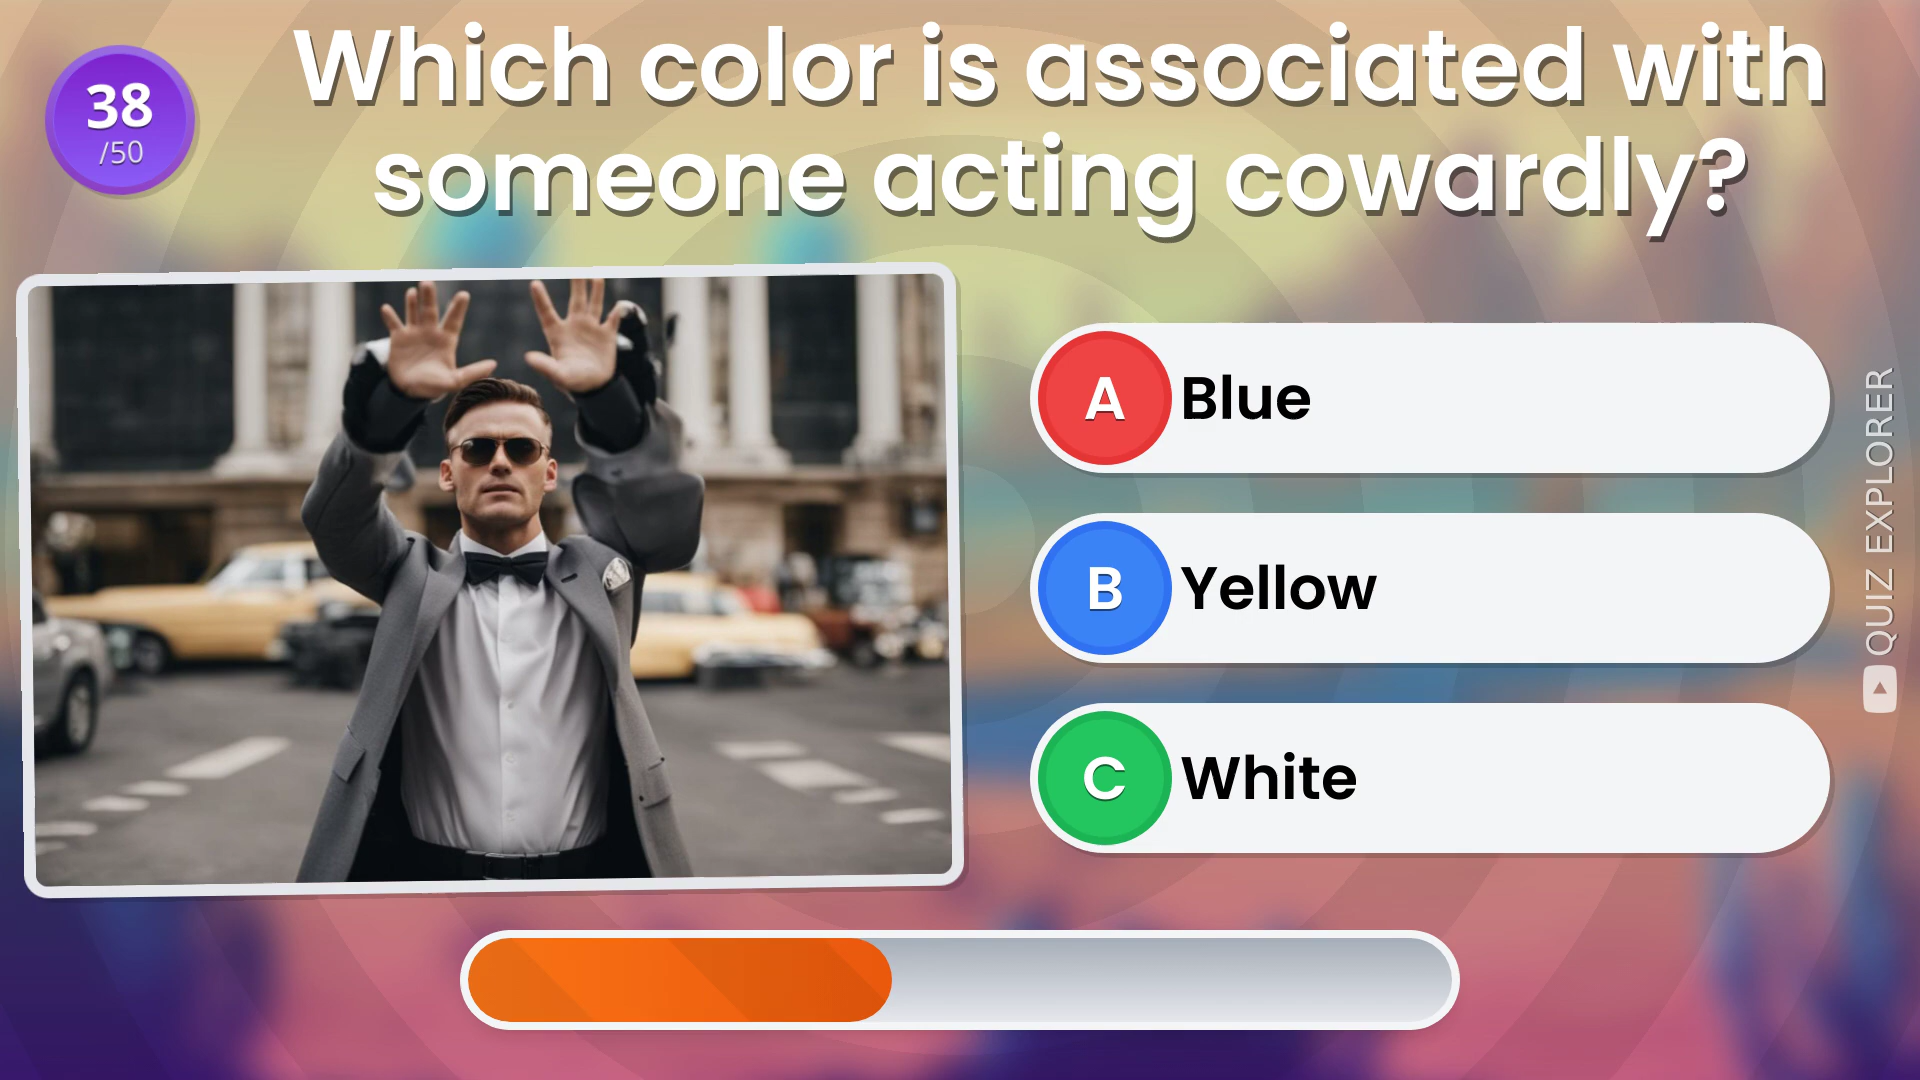 38
/50
Which color is associated with
someone acting cowardly?
A Blue
B Yellow
C White
QUIZ EXPLORER